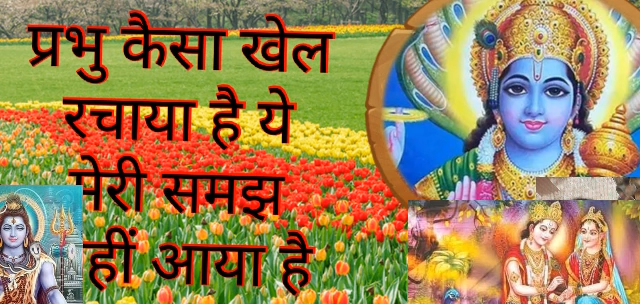 प्रभु कैसा खेल
रचाया है ये
मेरी समझ
हीं आया है